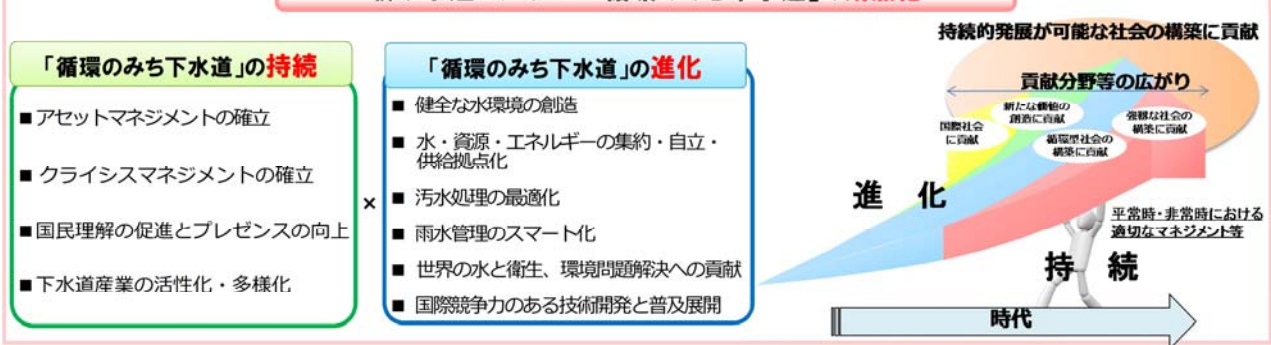 「循環のみち下水道」の持続
■アセットマネジメントの確立
■ クライシスマネジメントの確立
■国民理解の促進とプレゼンスの向上
■下水道産業の活性化・多様化
×
「循環のみち下水道」の進化
■ 健全な水環境の創造
■ 水・資源・エネルギーの集約・自立・
供給拠点化
■ 汚水処理の最適化
■ 雨水管理のスマート化
■ 世界の水と衛生、環境問題解決への貢献
■ 国際競争力のある技術開発と普及展開
持続的発展が可能な社会の構築に貢献
貢献分野等の広がり
国際社会
に貢献
新たな価値の
創造に貢献
循環型社会の
構築に貢献
強靱な社会の
構築に貢献
進 化
平常時・非常時における
適切なマネジメント等
持 続
時代